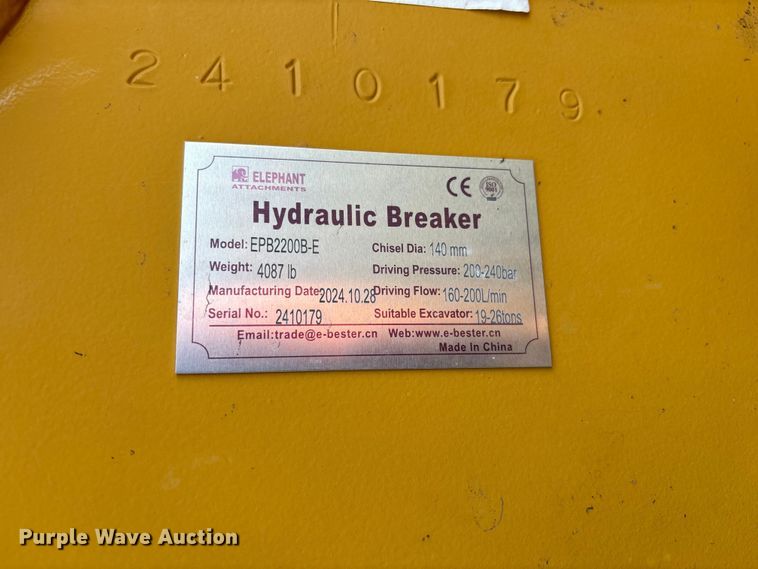 2410179
ELEPHANT
ATTACHMENTS
CE ISO 9001
Hydraulic Breaker
Model: EPB2200B-E Chisel Dia: 140 mm
Weight: 4087 lb Driving Pressure: 200-240bar
Manufacturing Date: 2024.10.28 Driving Flow: 160-200L/min
Serial No.: 2410179 Suitable Excavator: 19-26tons
Email:trade@e-bester.cn Web:www.e-bester.cn
Made In China
Purple Wave Auction